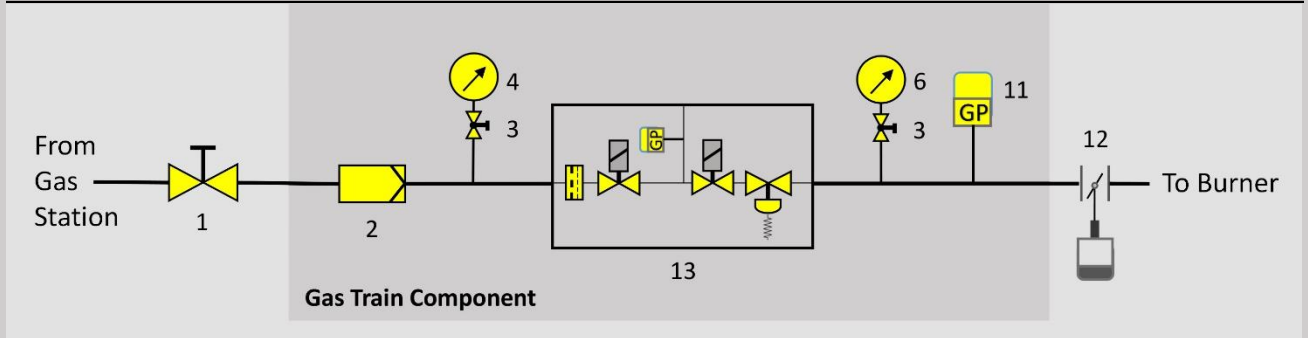 From
Gas
Station
1
2
4
3
GP
13
6
3
GP
11
12
To Burner
Gas Train Component